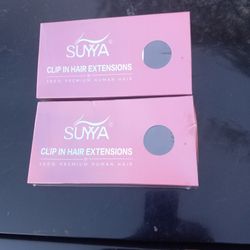 SUYYA®
CLIP IN HAIR EXTENSIONS
100% PREMIUM HUMAN HAIR
SUYYA®
CLIP IN HAIR EXTENSIONS
100% PREMIUM HUMAN HAIR